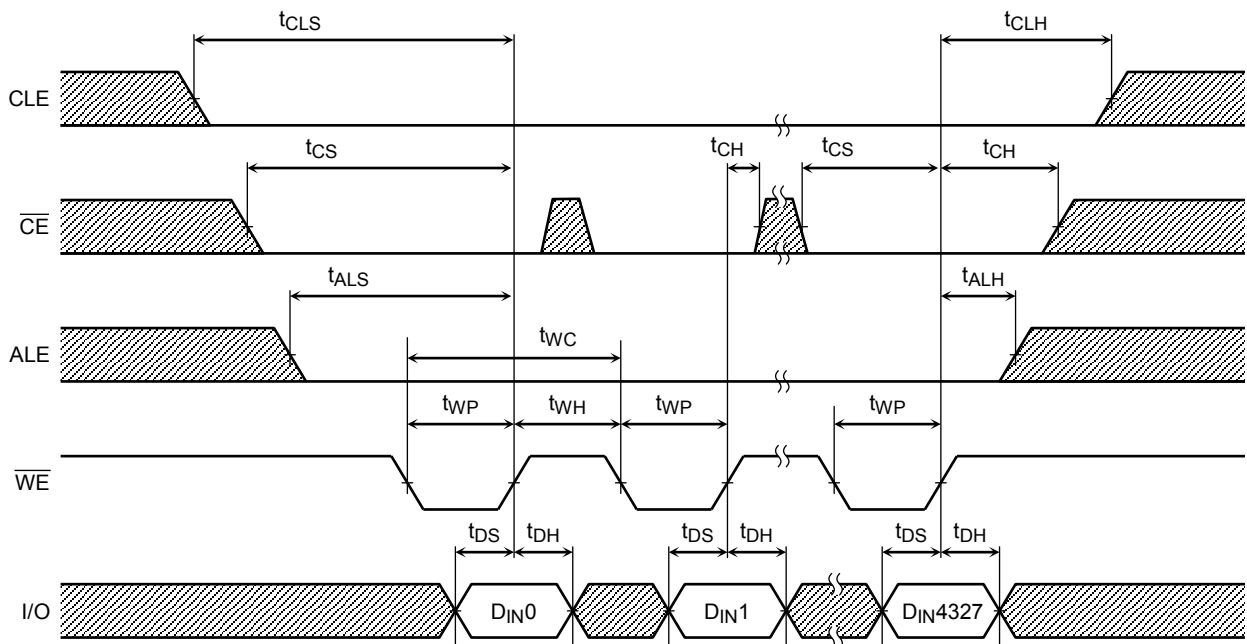 tCLS tCLH
CLE
tCS tCH tCS tCH
CE
tALS tALH
ALE
tWC
tWP tWH tWP tWP
WE
tDS tDH tDS tDH tDS tDH
I/O DIN0 DIN1 DIN4327